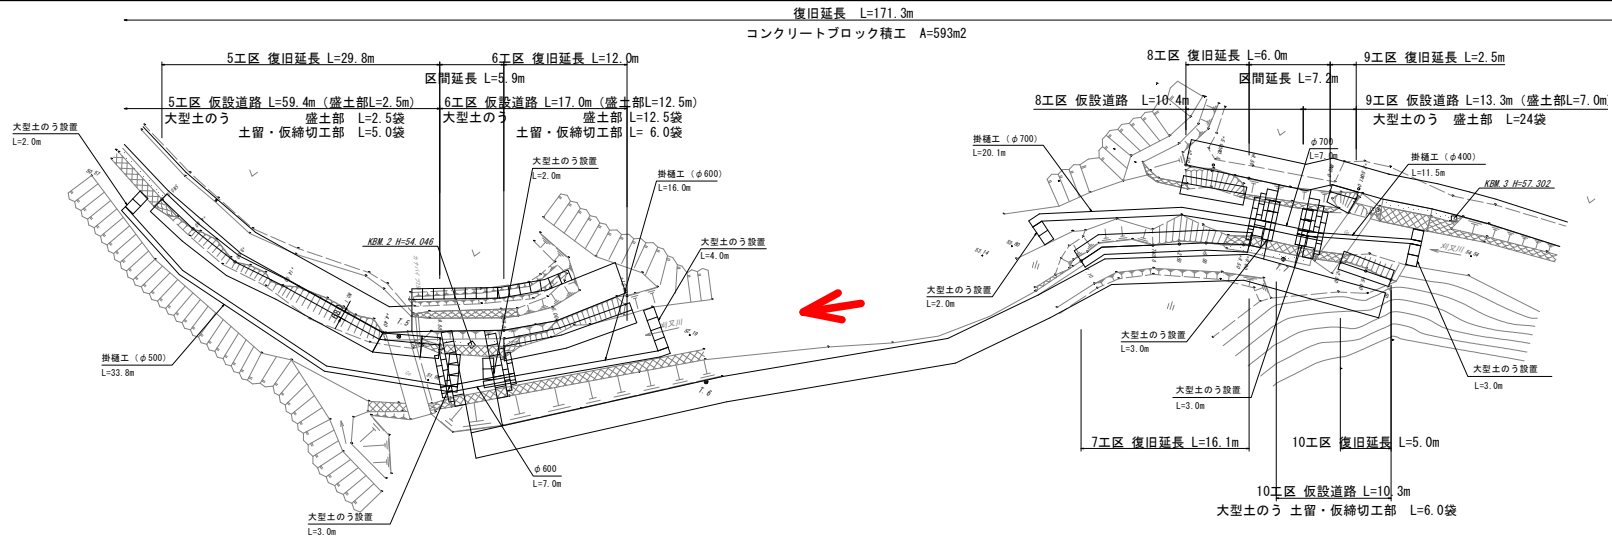 復旧延長 L=171.3m
コンクリートブロック積工 A=593m2
5工区 復旧延長 L=29.8m
6工区 復旧延長 L=12.0m
区間延長 L=5.9m
5工区 仮設道路 L=59.4m (盛土部L=2.5m)
大型土のう 盛土部 L=2.5袋
土留・仮締切工部 L=5.0袋
6工区 仮設道路 L=17.0m (盛土部L=12.5m)
大型土のう 盛土部 L=12.5袋
土留・仮締切工部 L= 6.0袋
8工区 復旧延長 L=6.0m
9工区 復旧延長 L=2.5m
区間延長 L=7.2m
8工区 仮設道路 L=10.4m
9工区 仮設道路 L=13.3m (盛土部L=7.0m)
大型土のう 盛土部 L=24袋
大型土のう設置
L=2.0m
大型土のう設置
L=2.0m
掛樋工 (φ600)
L=16.0m
KBM.2 H=54.046
大型土のう設置
L=4.0m
掛樋工 (φ700)
L=20.1m
φ700
L=7.0m
掛樋工 (φ400)
L=11.5m
KBM.3 H=57.302
刈又川
刈又川
大型土のう設置
L=2.0m
大型土のう設置
L=3.0m
大型土のう設置
L=3.0m
大型土のう設置
L=3.0m
掛樋工 (φ500)
L=33.8m
1.5
1.6
φ600
L=7.0m
大型土のう設置
L=3.0m
7工区 復旧延長 L=16.1m
10工区 復旧延長 L=5.0m
10工区 仮設道路 L=10.3m
大型土のう 土留・仮締切工部 L=6.0袋